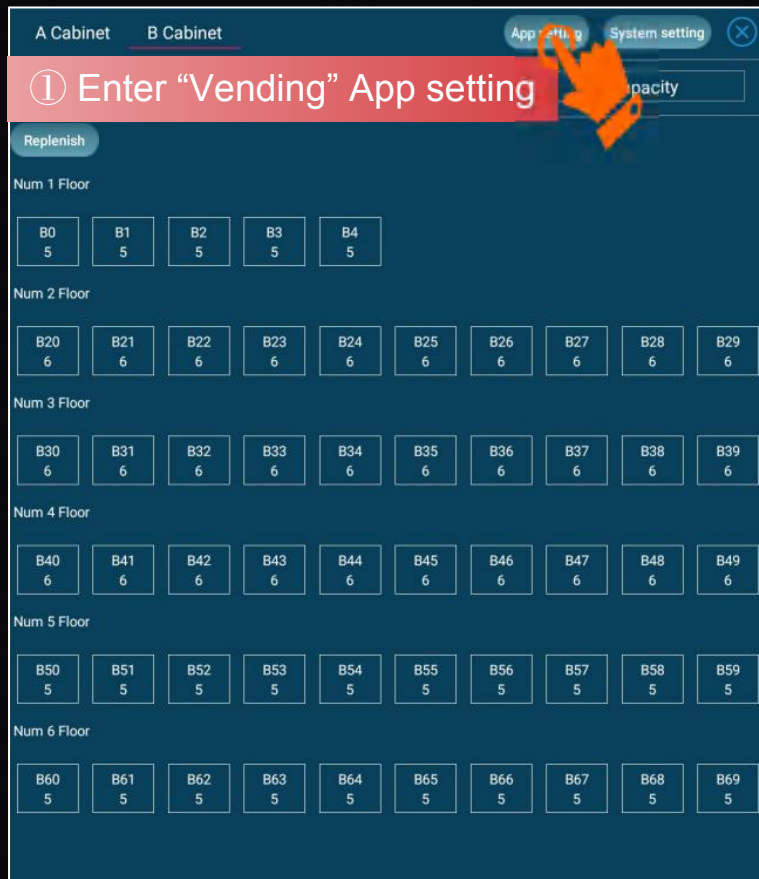 A Cabinet B Cabinet App setting System setting
① Enter “Vending” App setting
Replenish
Num 1 Floor
B0 B1 B2 B3 B4
5 5 5 5 5
Num 2 Floor
B20 B21 B22 B23 B24 B25 B26 B27 B28 B29
6 6 6 6 6 6 6 6 6 6
Num 3 Floor
B30 B31 B32 B33 B34 B35 B36 B37 B38 B39
6 6 6 6 6 6 6 6 6 6
Num 4 Floor
B40 B41 B42 B43 B44 B45 B46 B47 B48 B49
6 6 6 6 6 6 6 6 6 6
Num 5 Floor
B50 B51 B52 B53 B54 B55 B56 B57 B58 B59
5 5 5 5 5 5 5 5 5 5
Num 6 Floor
B60 B61 B62 B63 B64 B65 B66 B67 B68 B69
5 5 5 5 5 5 5 5 5 5